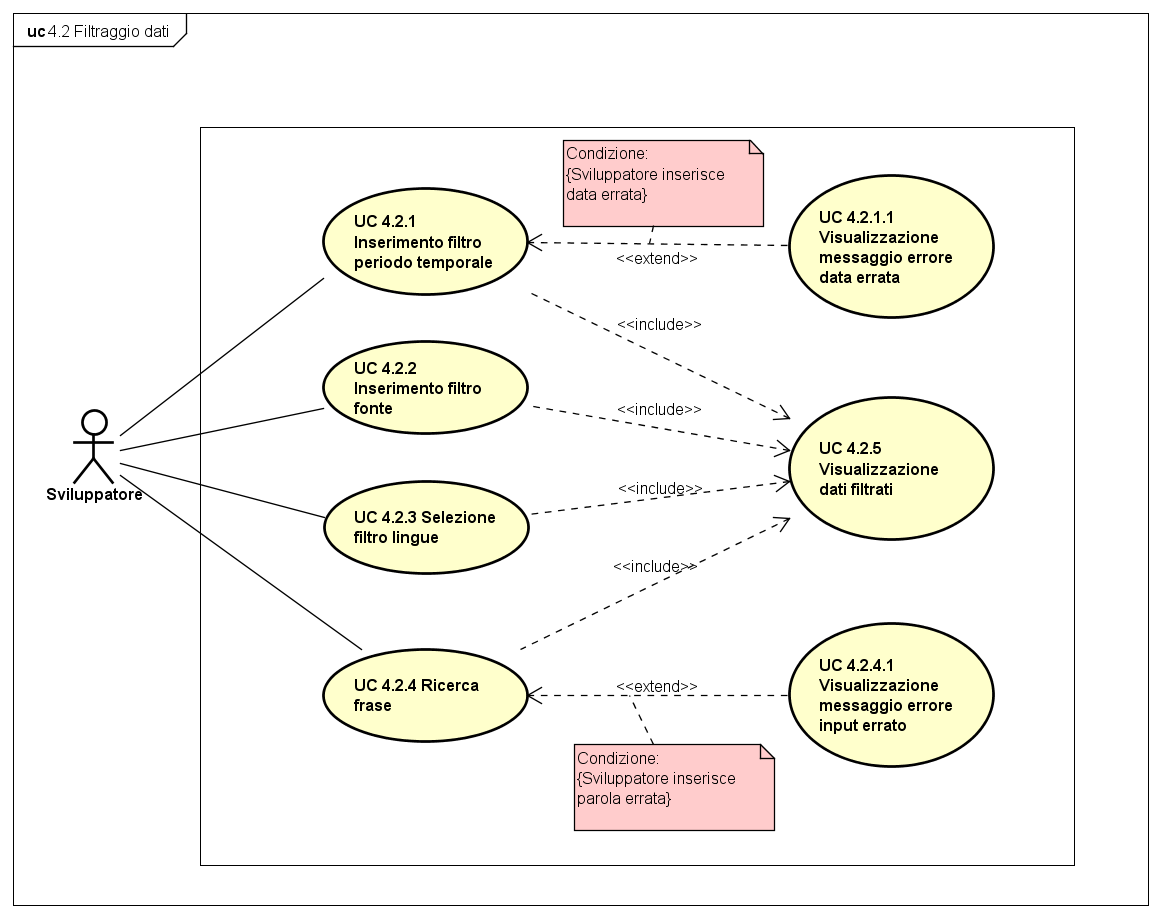 uc 4.2 Filtraggio dati
Condizione:
{Sviluppatore inserisce
data errata}
UC 4.2.1
Inserimento filtro
periodo temporale
UC 4.2.1.1
Visualizzazione
messaggio errore
data errata
<<extend>>
<<include>>
UC 4.2.2
Inserimento filtro
fonte
<<include>>
Sviluppatore
UC 4.2.5
Visualizzazione
dati filtrati
<<include>>
UC 4.2.3 Selezione
filtro lingue
<<include>>
UC 4.2.4 Ricerca
frase
<<extend>>
UC 4.2.4.1
Visualizzazione
messaggio errore
input errato
Condizione:
{Sviluppatore inserisce
parola errata}